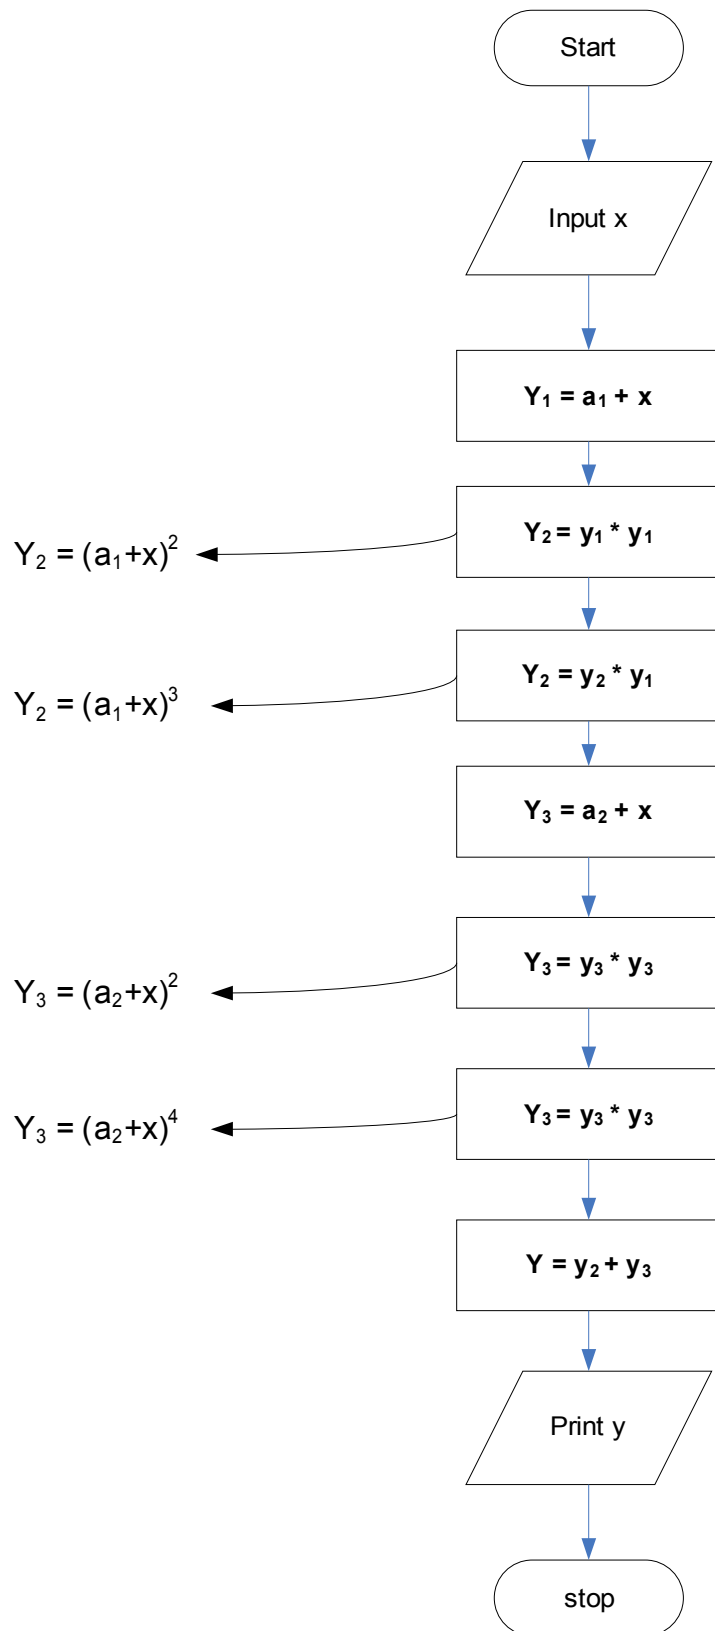 Start
Input x
Y₁ = a₁ + x
Y₂ = y₁ * y₁
Y₂ = (a₁+x)²
Y₂ = y₂ * y₁
Y₂ = (a₁+x)³
Y₃ = a₂ + x
Y₃ = y₃ * y₃
Y₃ = (a₂+x)²
Y₃ = y₃ * y₃
Y₃ = (a₂+x)⁴
Y = y₂ + y₃
Print y
stop